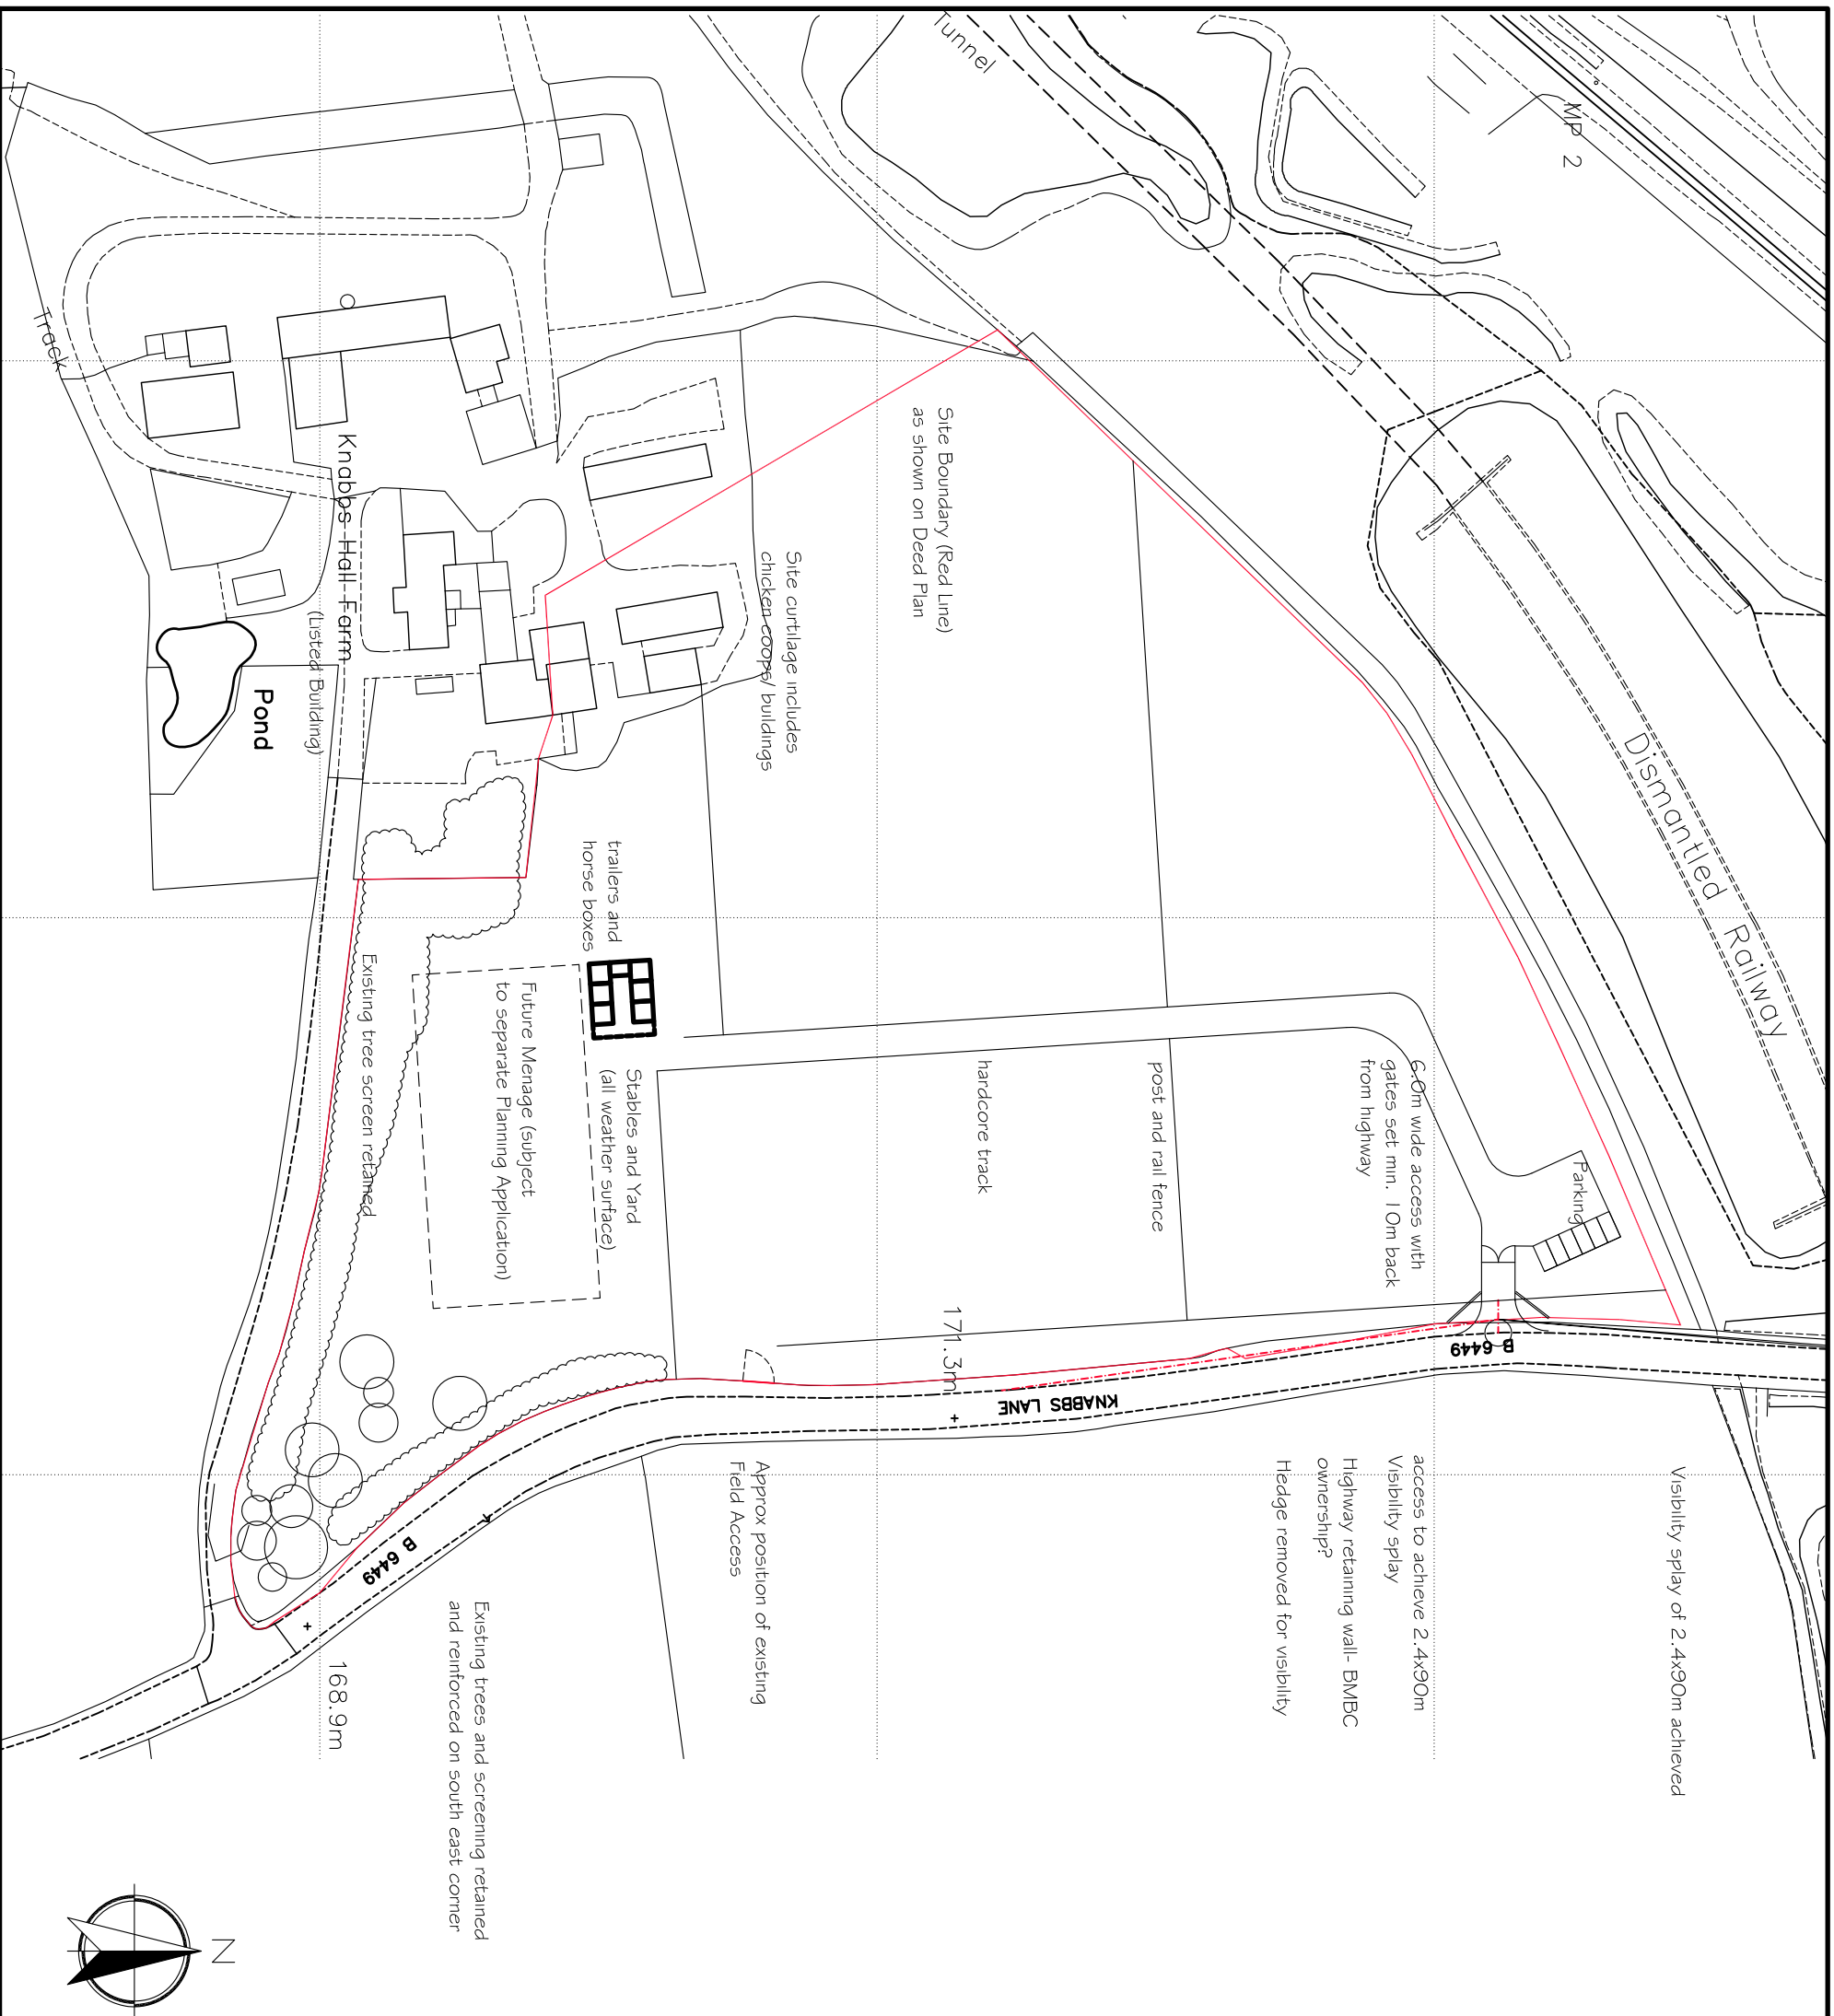 Tunnel
MP 2
Track
Dismantled Railway
Site Boundary (Red Line)
as shown on Deed Plan
Site curtilage includes
chicken coops/ buildings
Knabbs Hall Farm
(Listed Building)
Pond
trailers and
horse boxes
Stables and Yard
(all weather surface)
Future Menage (subject
to separate Planning Application)
Existing tree screen retained
6.0m wide access with
gates set min. 10m back
from highway
post and rail fence
hardcore track
Parking
171.3m
B 6449
KNABBS LANE
B 6449
168.9m
Visibility splay of 2.4x90m achieved
access to achieve 2.4x90m
Visibility splay
Highway retaining wall- BMBC
ownership?
Hedge removed for visibility
Approx position of existing
Field Access
Existing trees and screening retained
and reinforced on south east corner
N